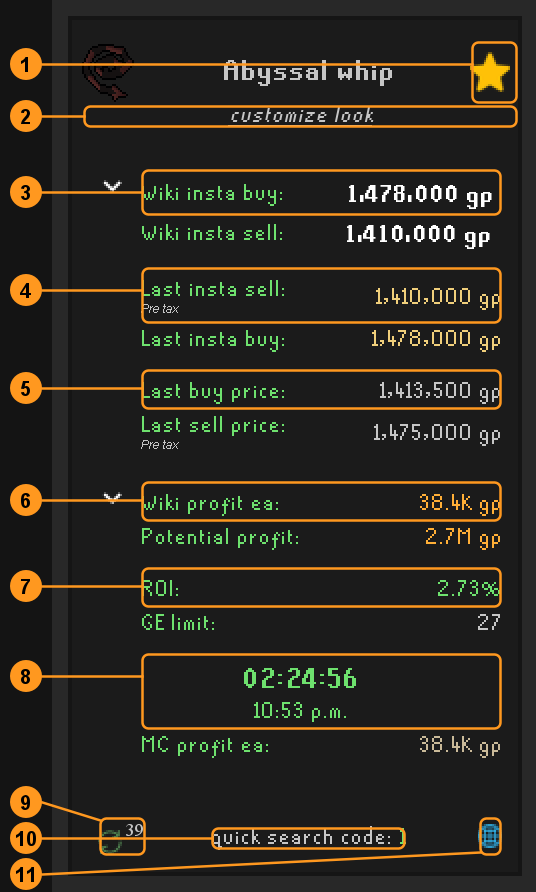 1
Abyssal whip
2
customize look
3
Wiki insta buy: 1,478,000 gp
Wiki insta sell: 1,410,000 gp
4
Last insta sell: 1,410,000 gp
Pre tax
Last insta buy: 1,478,000 gp
5
Last buy price: 1,413,500 gp
Last sell price: 1,475,000 gp
Pre tax
6
Wiki profit ea: 38.4K gp
Potential profit: 2.7M gp
7
ROI: 2.73%
GE limit: 27
8
02:24:56
10:53 p.m.
MC profit ea: 38.4K gp
9
39
10
quick search code:
11